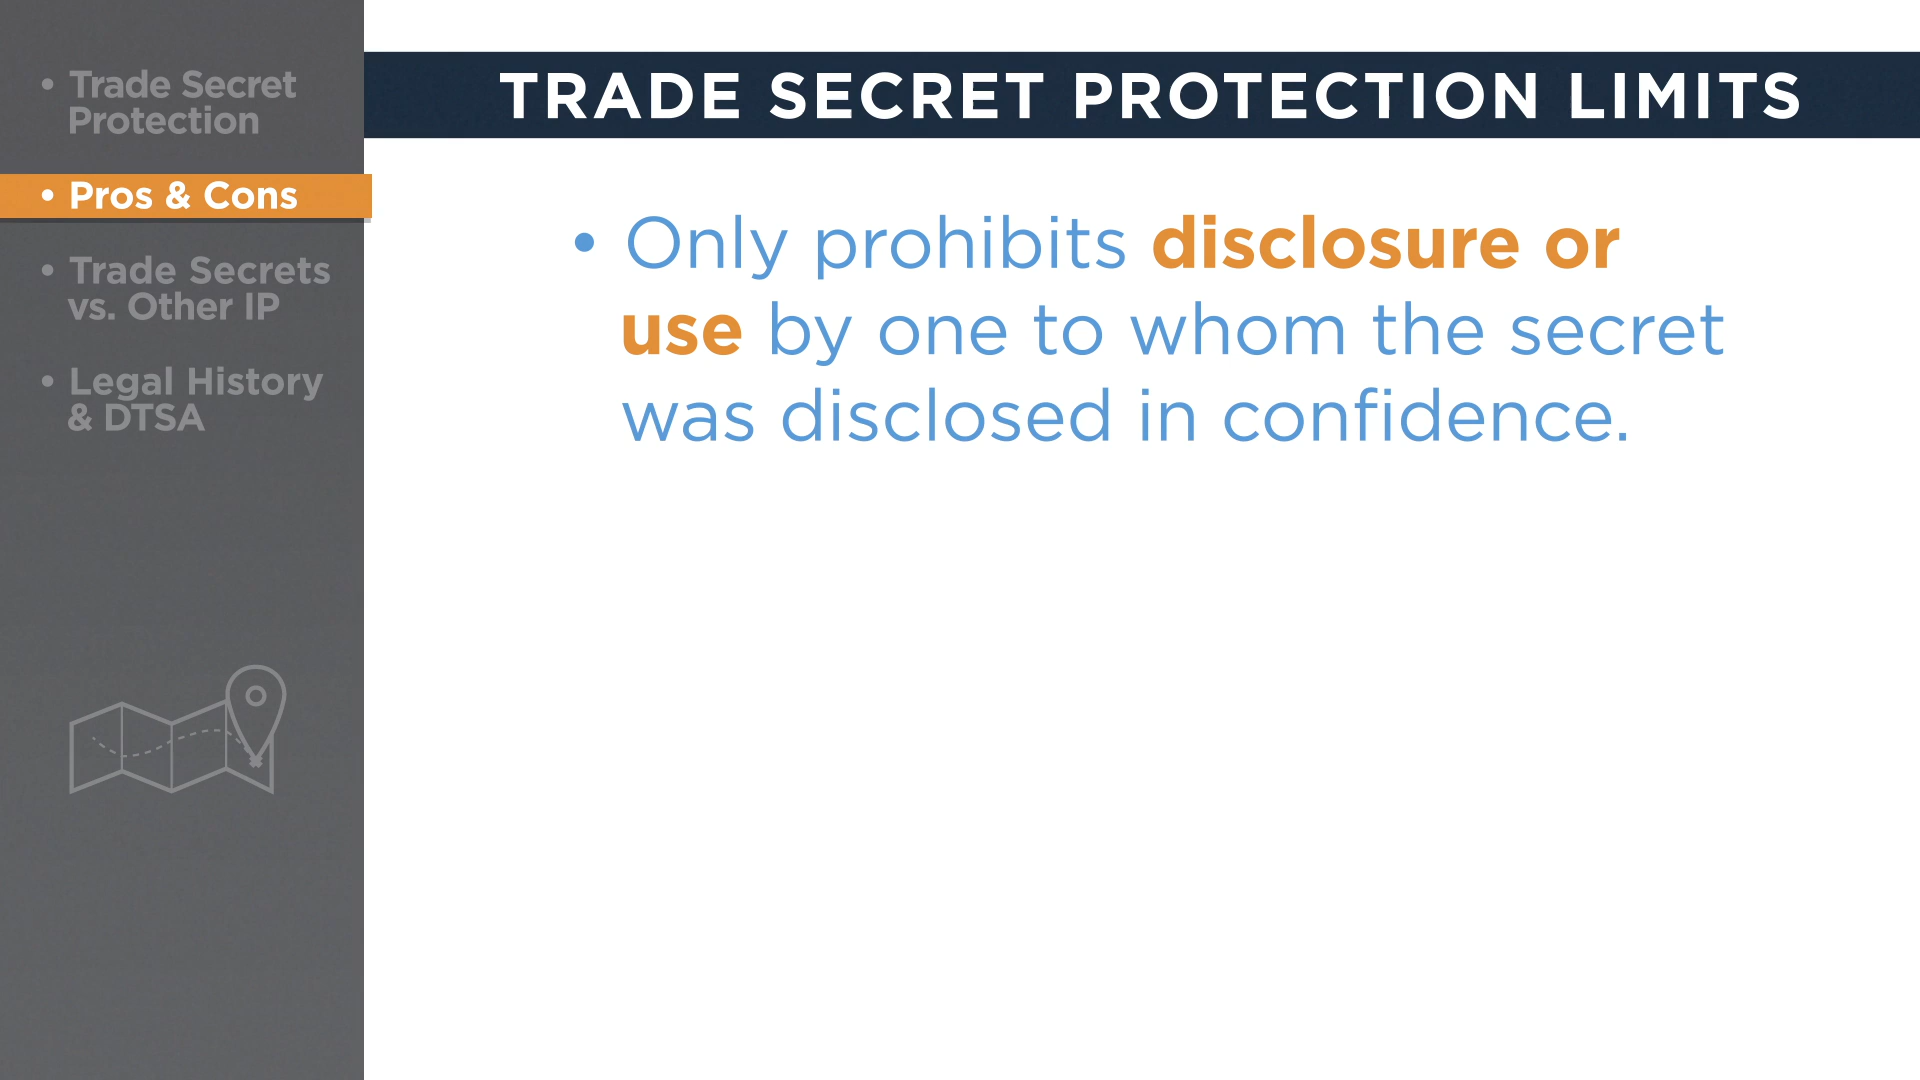 • Trade Secret
Protection
• Pros & Cons
• Trade Secrets
vs. Other IP
• Legal History
& DTSA
TRADE SECRET PROTECTION LIMITS
• Only prohibits disclosure or
use by one to whom the secret
was disclosed in confidence.